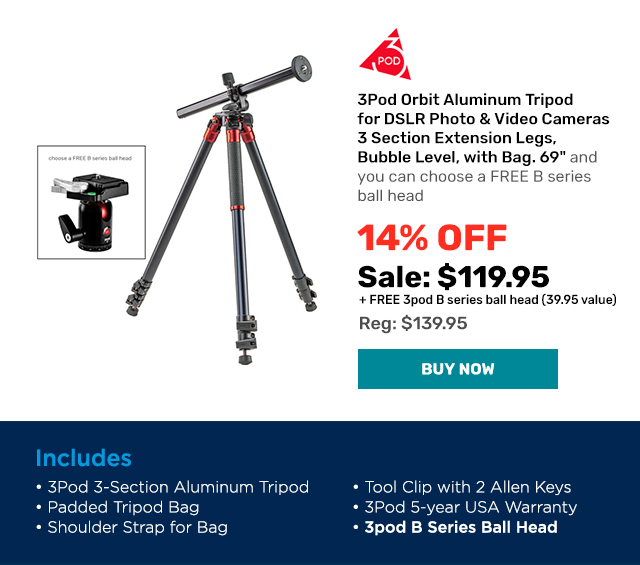 3
POD
3Pod Orbit Aluminum Tripod
for DSLR Photo & Video Cameras
3 Section Extension Legs,
Bubble Level, with Bag. 69" and
you can choose a FREE B series
ball head
choose a FREE B series ball head
14% OFF
Sale: $119.95
+ FREE 3pod B series ball head (39.95 value)
Reg: $139.95
BUY NOW
Includes
• 3Pod 3-Section Aluminum Tripod
• Padded Tripod Bag
• Shoulder Strap for Bag
• Tool Clip with 2 Allen Keys
• 3Pod 5-year USA Warranty
• 3pod B Series Ball Head